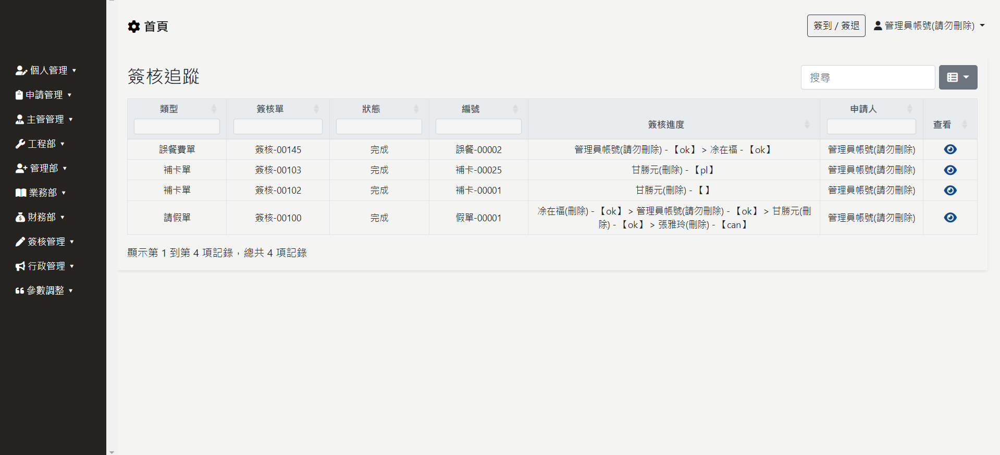 首頁
簽到 / 簽退
管理員帳號(請勿刪除)
個人管理
申請管理
主管管理
工程部
管理部
業務部
財務部
簽核管理
行政管理
參數調整
簽核追蹤
搜尋
類型 簽核單 狀態 編號 簽核進度 申請人 查看
誤餐費單 簽核-00145 完成 誤餐-00002 管理員帳號(請勿刪除) - 【ok】 > 凃在福 - 【ok】 管理員帳號(請勿刪除)
補卡單 簽核-00103 完成 補卡-00025 甘勝元(刪除) - 【pl】 管理員帳號(請勿刪除)
補卡單 簽核-00102 完成 補卡-00001 甘勝元(刪除) - 【 】 管理員帳號(請勿刪除)
請假單 簽核-00100 完成 假單-00001 凃在福(刪除) - 【ok】 > 管理員帳號(請勿刪除) - 【ok】 > 甘勝元(刪
除) - 【ok】 > 張雅玲(刪除) - 【can】 管理員帳號(請勿刪除)
顯示第 1 到第 4 項記錄，總共 4 項記錄